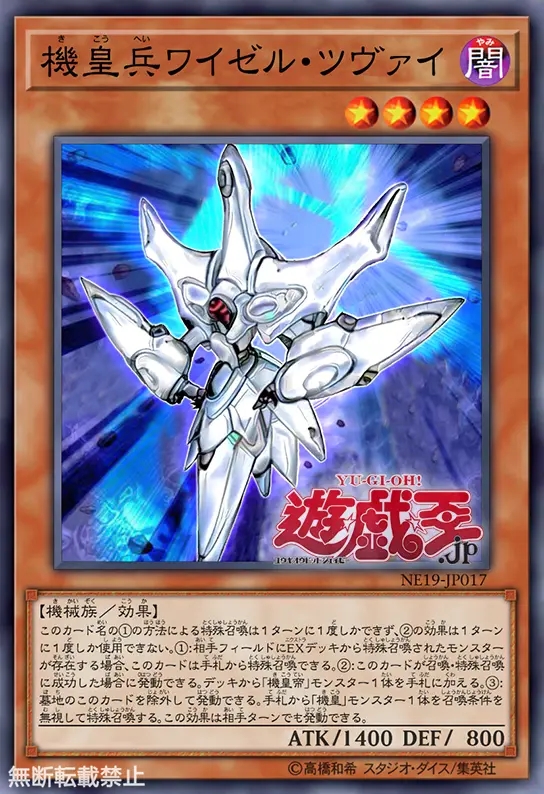 機皇兵ワイゼル・ツヴァイ
闇
YU-GI-OH!
遊戯王.jp
NE19-JP017
【機械族／効果】
このカード名の①の方法による特殊召喚は１ターンに１度しかできず、②の効果は１ターン
に１度しか使用できない。①:相手フィールドにEXデッキから特殊召喚されたモンスター
が存在する場合、このカードは手札から特殊召喚できる。②:このカードが召喚・特殊召喚
に成功した場合に発動できる。デッキから「機皇帝」モンスター1体を手札に加える。③:
墓地のこのカードを除外して発動できる。手札から「機皇」モンスター１体を召喚条件を
無視して特殊召喚する。この効果は相手ターンでも発動できる。
ATK/1400 DEF/ 800
無断転載禁止
©高橋和希 スタジオ・ダイス/集英社